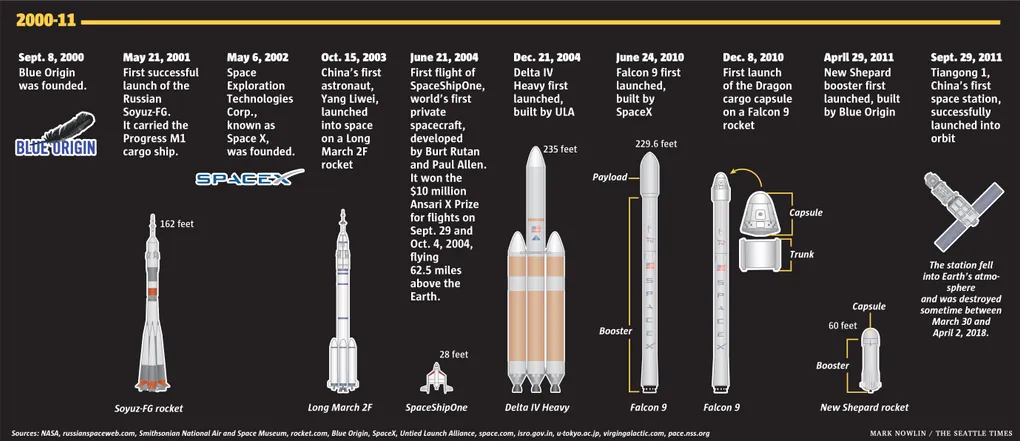 2000-11
Sept. 8, 2000
Blue Origin
was founded.
BLUE ORIGIN
May 21, 2001
First successful
launch of the
Russian
Soyuz-FG.
It carried the
Progress M1
cargo ship.
162 feet
Soyuz-FG rocket
May 6, 2002
Space
Exploration
Technologies
Corp.,
known as
Space X,
was founded.
SPACEX
Oct. 15, 2003
China's first
astronaut,
Yang Liwei,
launched
into space
on a Long
March 2F
rocket
Long March 2F
June 21, 2004
First flight of
SpaceShipOne,
world's first
private
spacecraft,
developed
by Burt Rutan
and Paul Allen.
It won the
$10 million
Ansari X Prize
for flights on
Sept. 29 and
Oct. 4, 2004,
flying
62.5 miles
above the
Earth.
28 feet
SpaceShipOne
Dec. 21, 2004
Delta IV
Heavy first
launched,
built by ULA
235 feet
Delta IV Heavy
June 24, 2010
Falcon 9 first
launched,
built by
SpaceX
229.6 feet
Payload
Booster
SPACEX
Falcon 9
Dec. 8, 2010
First launch
of the Dragon
cargo capsule
on a Falcon 9
rocket
Capsule
Trunk
SPACEX
Falcon 9
April 29, 2011
New Shepard
booster first
launched, built
by Blue Origin
Capsule
60 feet
Booster
New Shepard rocket
Sept. 29, 2011
Tiangong 1,
China's first
space station,
successfully
launched into
orbit
The station fell
into Earth's atmo-
sphere
and was destroyed
sometime between
March 30 and
April 2, 2018.
Sources: NASA, russianspaceweb.com, Smithsonian National Air and Space Museum, rocket.com, Blue Origin, SpaceX, Untied Launch Alliance, space.com, isro.gov.in, u-tokyo.ac.jp, virgingalactic.com, pace.nss.org
MARK NOWLIN / THE SEATTLE TIMES